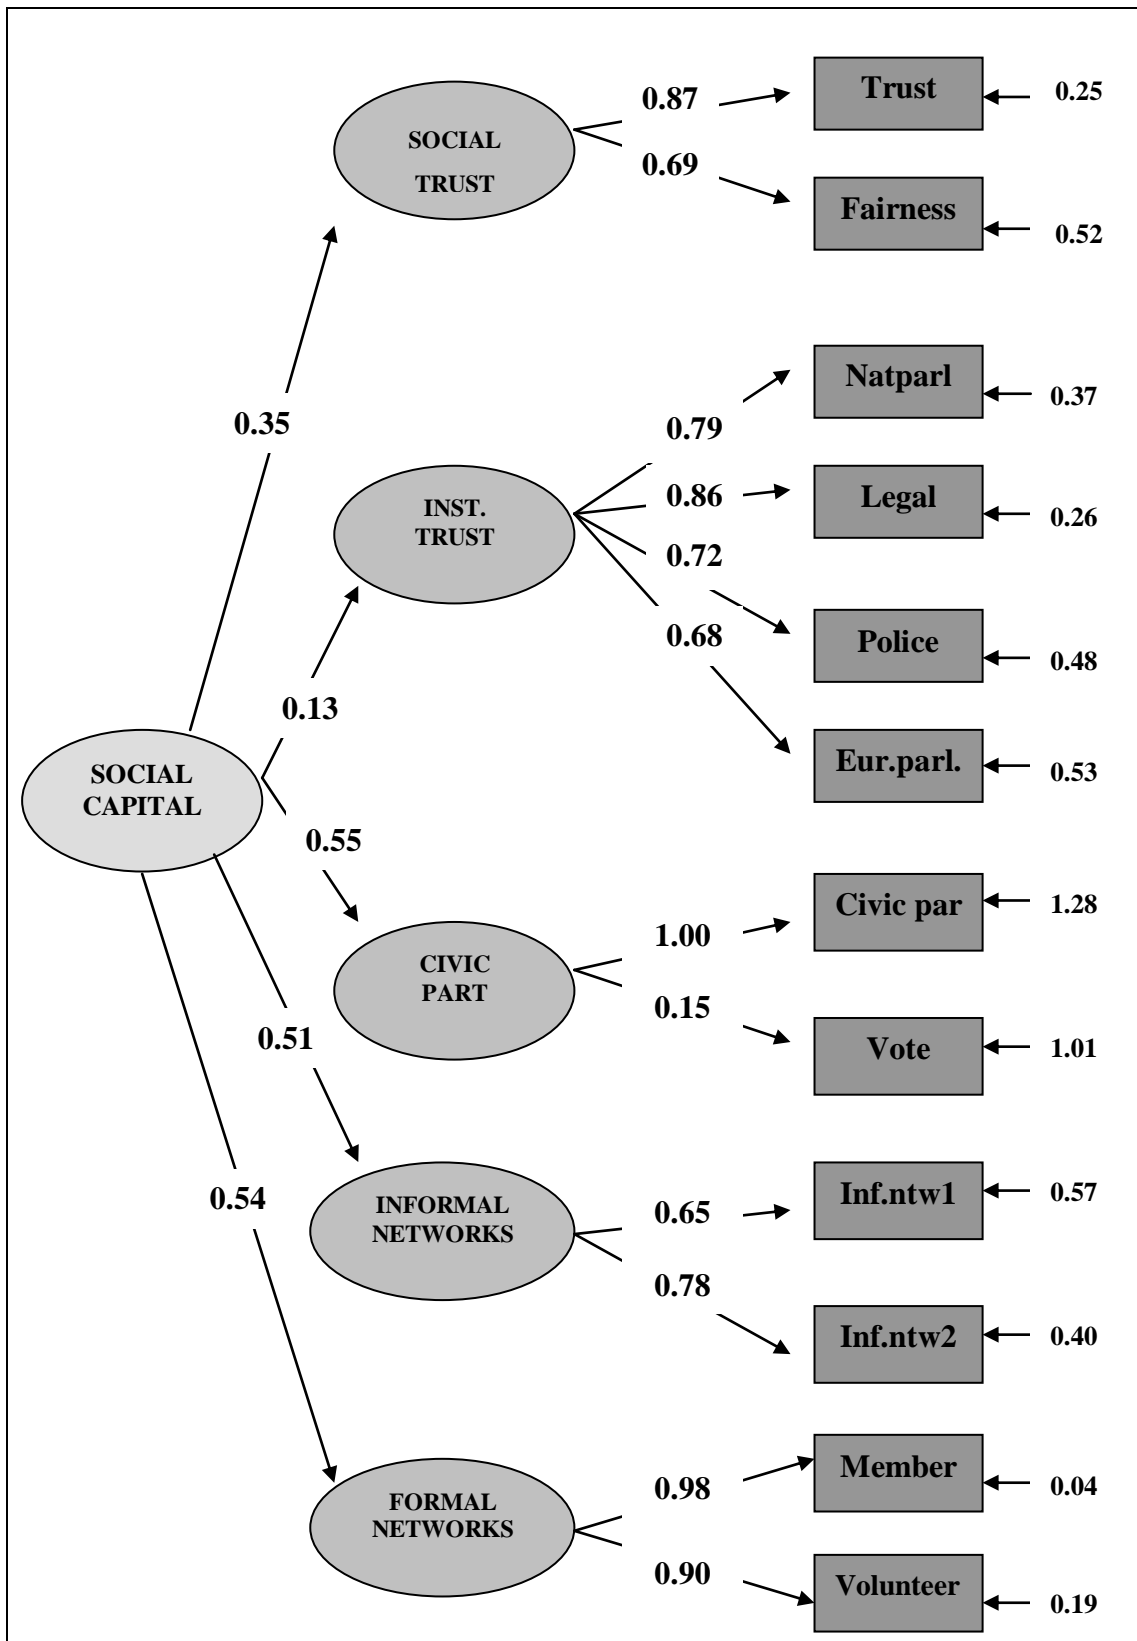 0.87
Trust
0.25
SOCIAL
TRUST
0.69
Fairness
0.52
0.35
0.79
Natparl
0.37
INST.
TRUST
0.86
Legal
0.26
0.72
Police
0.48
0.68
0.13
Eur.parl.
0.53
SOCIAL
CAPITAL
0.55
CIVIC
PART
1.00
Civic par
1.28
0.15
Vote
1.01
0.51
0.54
INFORMAL
NETWORKS
0.65
Inf.ntw1
0.57
0.78
Inf.ntw2
0.40
FORMAL
NETWORKS
0.98
Member
0.04
0.90
Volunteer
0.19